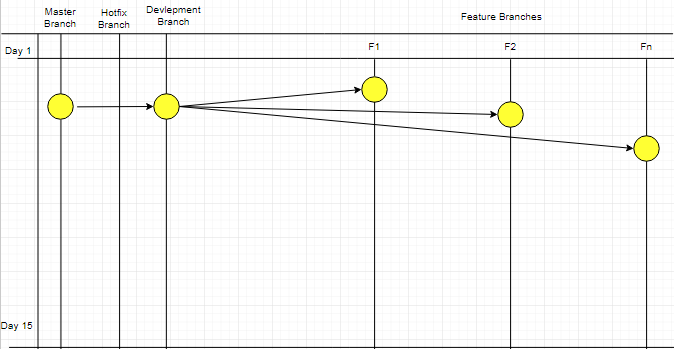 Master
Branch
Hotfix
Branch
Devlepment
Branch
Feature Branches
Day 1
F1
F2
Fn
Day 15